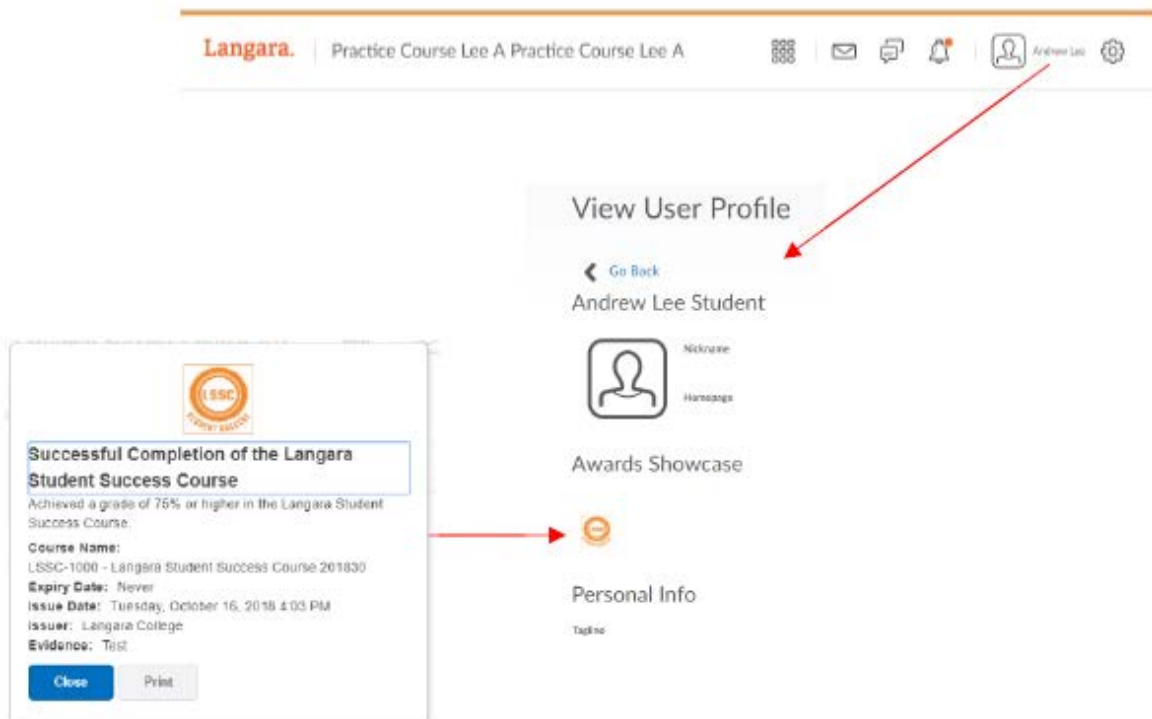 Langara. Practice Course Lee A Practice Course Lee A Andrew Lee
View User Profile
Go Back
Andrew Lee Student
Nickname
Homepage
Awards Showcase
Personal Info
Tagline
LSSC
STUDENT SUCCESS
Successful Completion of the Langara
Student Success Course
Achieved a grade of 75% or higher in the Langara Student
Success Course.
Course Name:
LSSC-1000 - Langara Student Success Course 201830
Expiry Date: Never
Issue Date: Tuesday, October 16, 2018 4:03 PM
Issuer: Langara College
Evidence: Test
Close Print